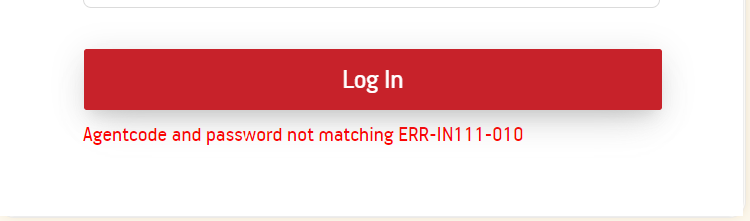 Log In
Agentcode and password not matching ERR-IN111-010